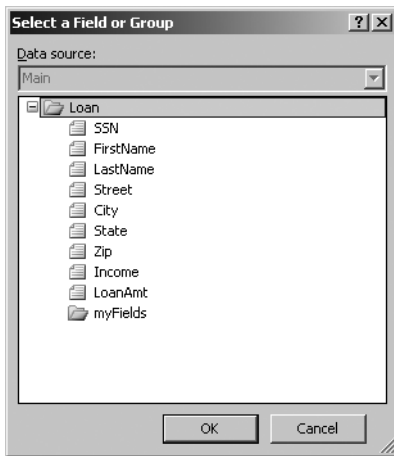 Select a Field or Group
Data source:
Main
Loan
SSN
FirstName
LastName
Street
City
State
Zip
Income
LoanAmt
myFields
OK
Cancel